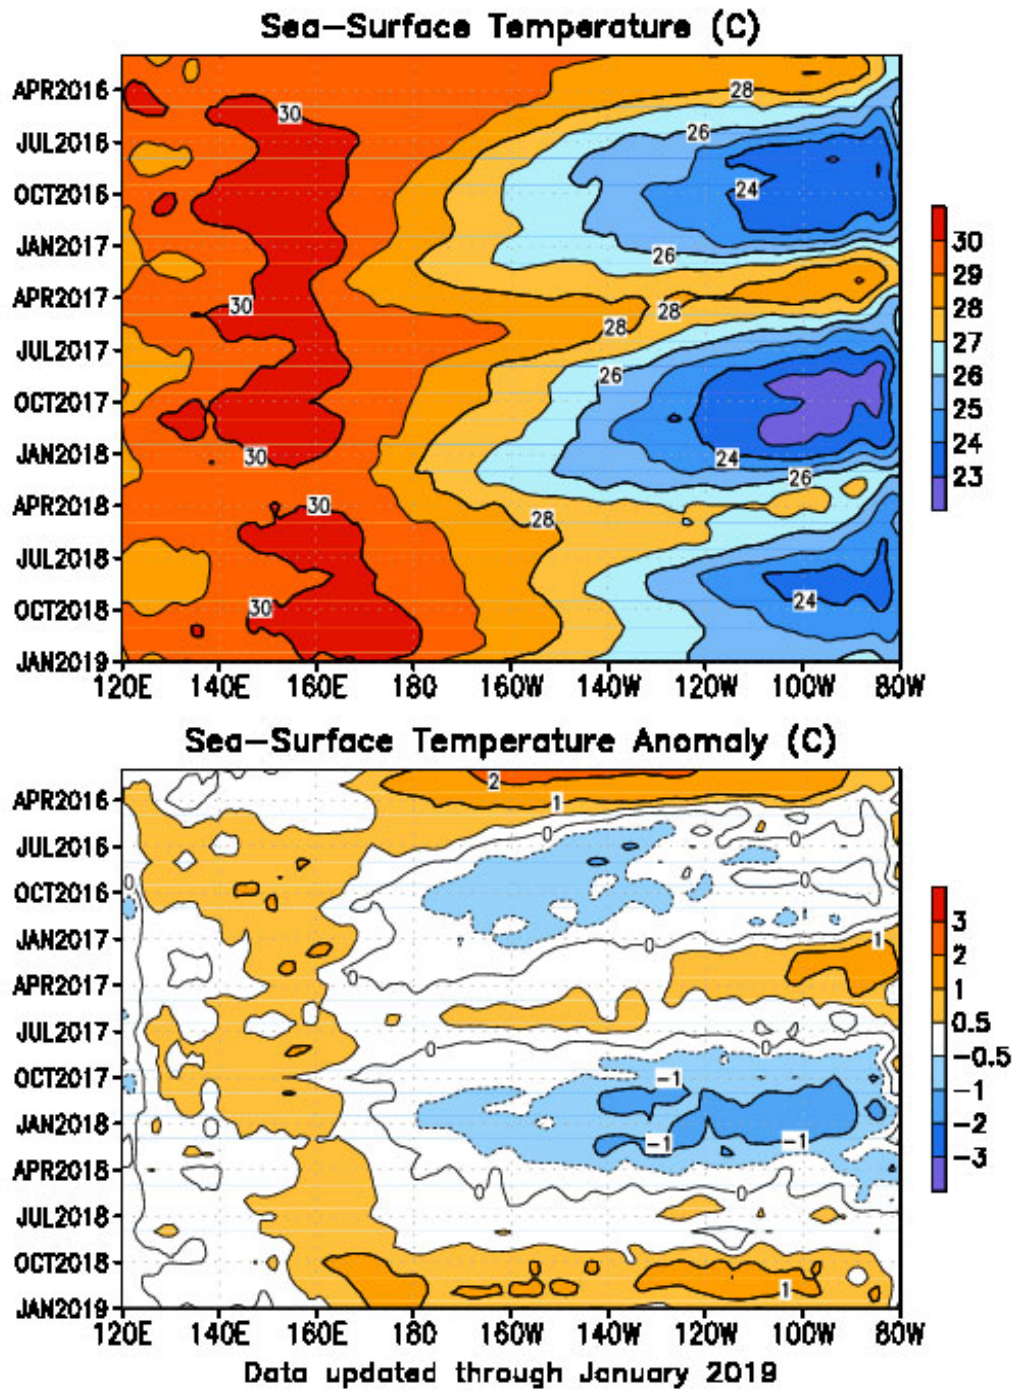 Sea-Surface Temperature (C)
APR2016
JUL2016
OCT2016
JAN2017
APR2017
JUL2017
OCT2017
JAN2018
APR2018
JUL2018
OCT2018
JAN2019
30
28
26
24
26
30
28
28
26
30
24
26
30
28
30
24
120E 140E 160E 180 160W 140W 120W 100W 80W
30
29
28
27
26
25
24
23
Sea-Surface Temperature Anomaly (C)
APR2016
JUL2016
OCT2016
JAN2017
APR2017
JUL2017
OCT2017
JAN2018
APR2018
JUL2018
OCT2018
JAN2019
2
1
0
0
0
0
0
1
0
0
0
-1
-1
-1
0
0
1
120E 140E 160E 180 160W 140W 120W 100W 80W
3
2
1
0.5
-0.5
-1
-2
-3
Data updated through January 2019